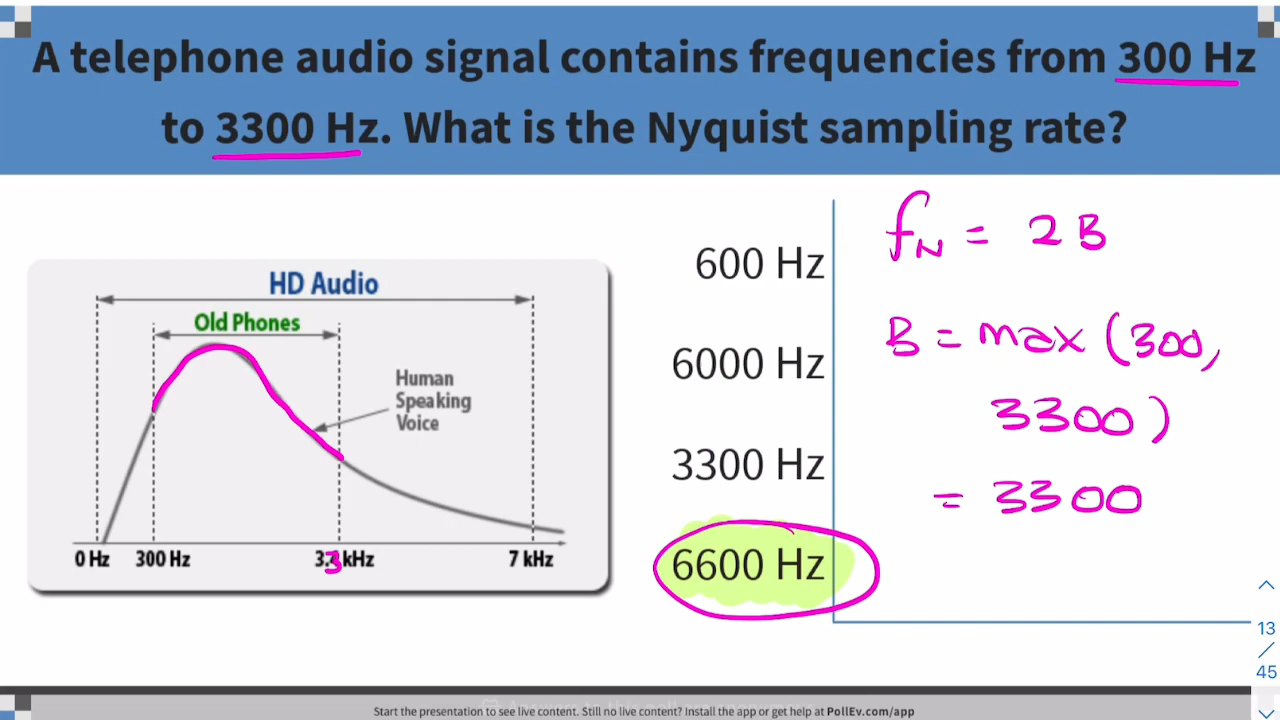 A telephone audio signal contains frequencies from 300 Hz
to 3300 Hz. What is the Nyquist sampling rate?
HD Audio
Old Phones
Human
Speaking
Voice
0 Hz 300 Hz 3.3 kHz 7 kHz
600 Hz
6000 Hz
3300 Hz
6600 Hz
fN = 2B
B = max (300,
3300)
= 3300
13
/
45
Start the presentation to see live content. Still no live content? Install the app or get help at PollEv.com/app